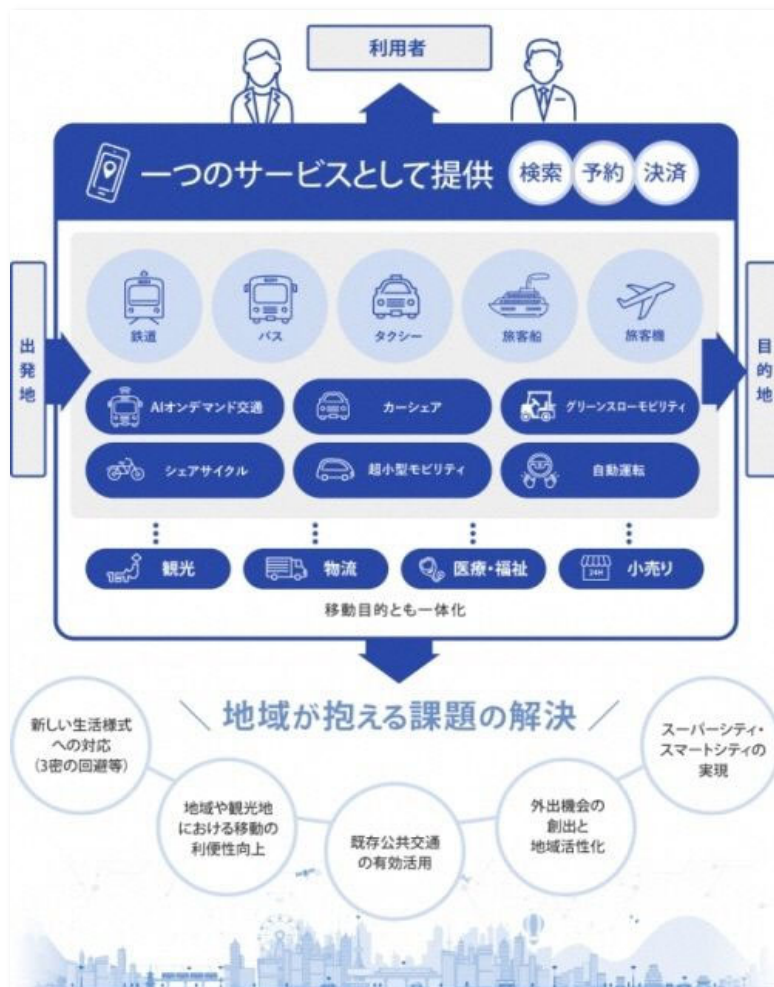 利用者
一つのサービスとして提供
検索
予約
決済
出発地
目的地
鉄道
バス
タクシー
旅客船
旅客機
AIオンデマンド交通
カーシェア
グリーンスローモビリティ
シェアサイクル
超小型モビリティ
自動運転
観光
物流
医療・福祉
24H
小売り
移動目的とも一体化
地域が抱える課題の解決
新しい生活様式
への対応
(3密の回避等)
地域や観光地
における移動の
利便性向上
既存公共交通
の有効活用
外出機会の
創出と
地域活性化
スーパーシティ・
スマートシティの
実現